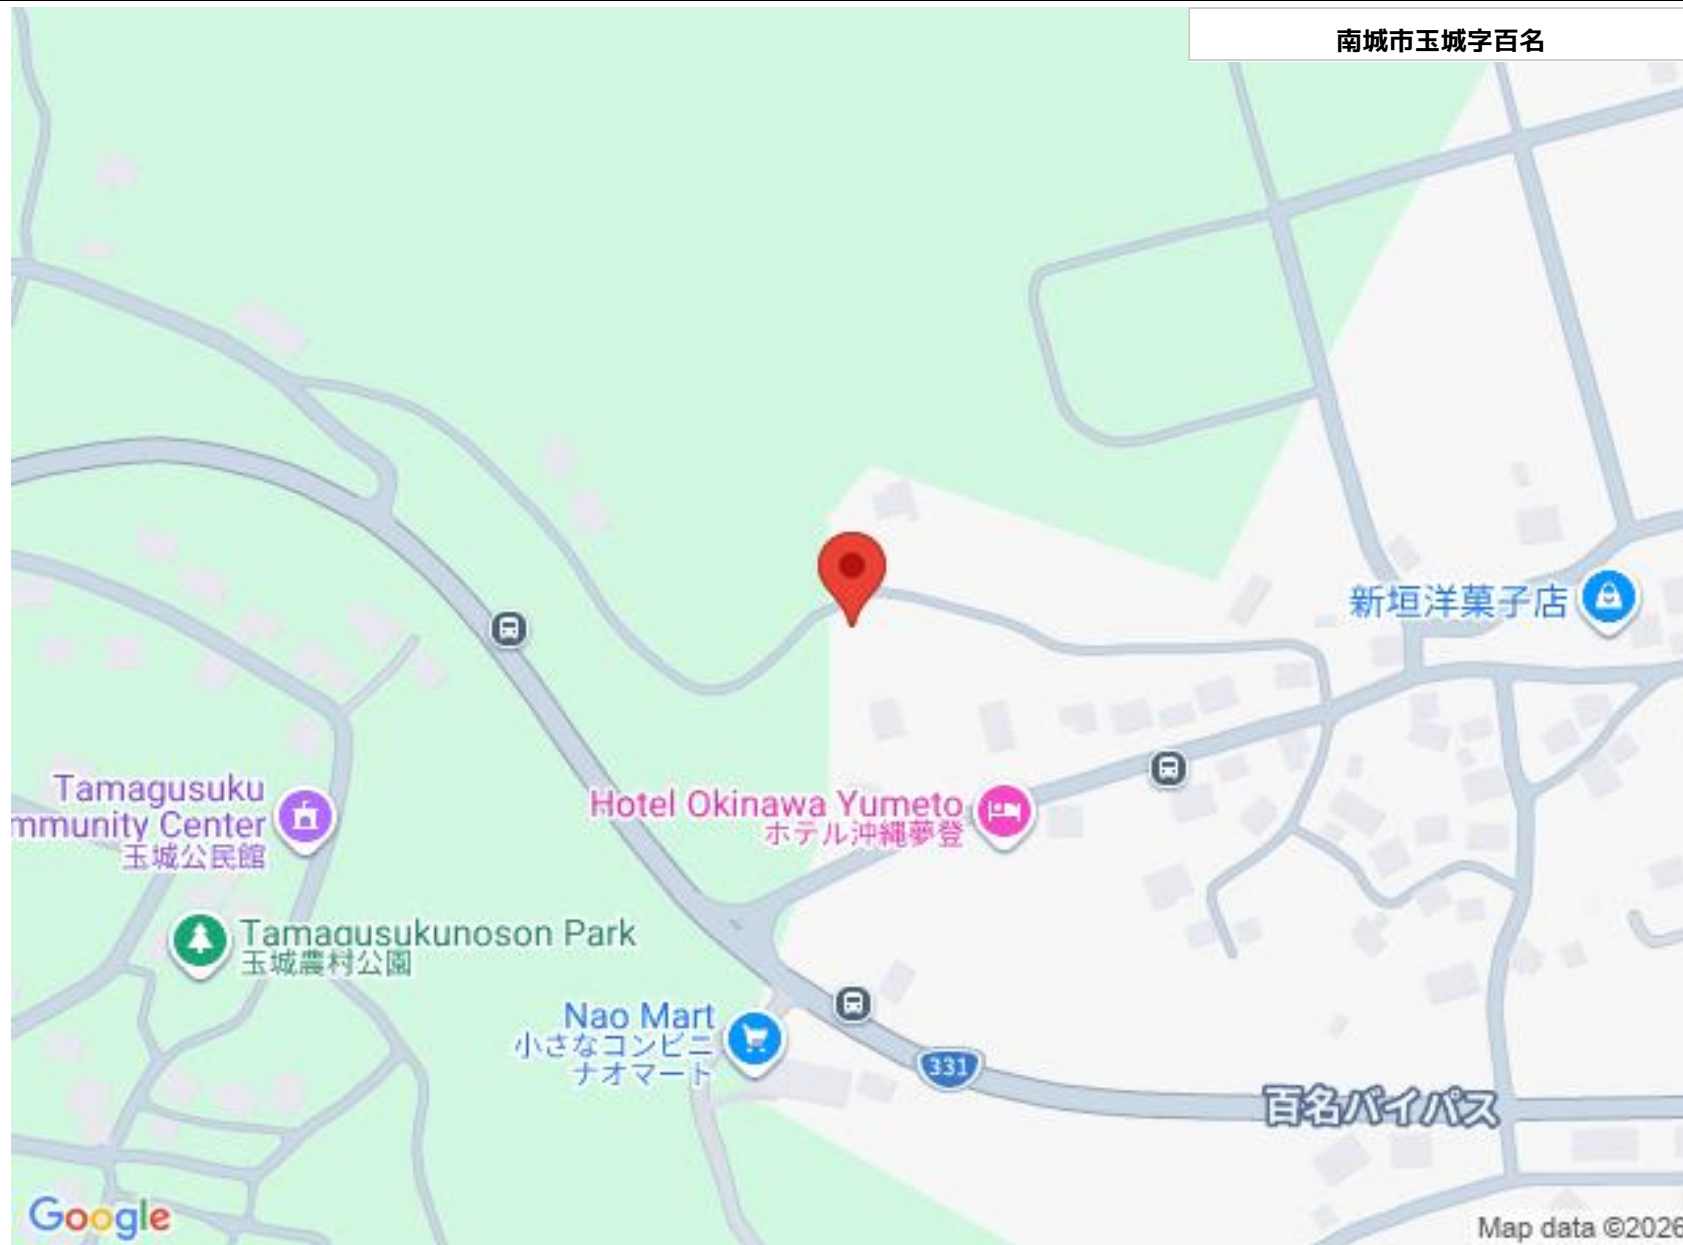 南城市玉城字百名
新垣洋菓子店
Tamagusuku
mmunity Center
玉城公民館
Hotel Okinawa Yumeto
ホテル沖縄夢登
Tamagusukunoson Park
玉城農村公園
Nao Mart
小さなコンビニ
ナオマート
331
百名バイパス
Google
Map data ©2026